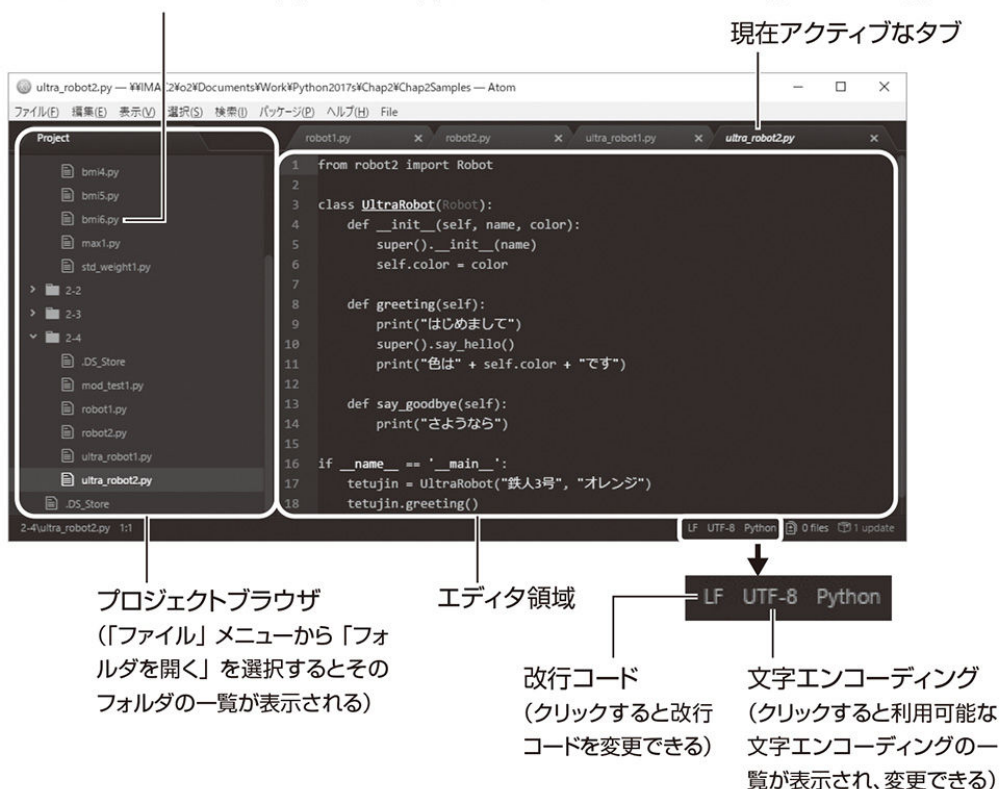 現在アクティブなタブ
ultra_robot2.py — ¥¥IMAC2¥o2¥Documents¥Work¥Python2017s¥Chap2¥Chap2Samples — Atom
ファイル(F) 編集(E) 表示(V) 選択(S) 検索(I) パッケージ(P) ヘルプ(H) File
Project
robot1.py × robot2.py × ultra_robot1.py × ultra_robot2.py ×
bmi4.py
bmi5.py
bmi6.py
max1.py
std_weight1.py
2-2
2-3
2-4
.DS_Store
mod_test1.py
robot1.py
robot2.py
ultra_robot1.py
ultra_robot2.py
.DS_Store
1 from robot2 import Robot
2
3 class UltraRobot(Robot):
4     def __init__(self, name, color):
5         super().__init__(name)
6         self.color = color
7
8     def greeting(self):
9         print("はじめまして")
10         super().say_hello()
11         print("色は" + self.color + "です")
12
13     def say_goodbye(self):
14         print("さようなら")
15
16 if __name__ == '__main__':
17     tetujin = UltraRobot("鉄人3号", "オレンジ")
18     tetujin.greeting()
2-4\ultra_robot2.py 1:1
LF UTF-8 Python 0 files 1 update
プロジェクトブラウザ
(「ファイル」メニューから「フォ
ルダを開く」を選択するとその
フォルダの一覧が表示される)
エディタ領域
LF UTF-8 Python
改行コード
(クリックすると改行
コードを変更できる)
文字エンコーディング
(クリックすると利用可能な
文字エンコーディングの一
覧が表示され、変更できる)